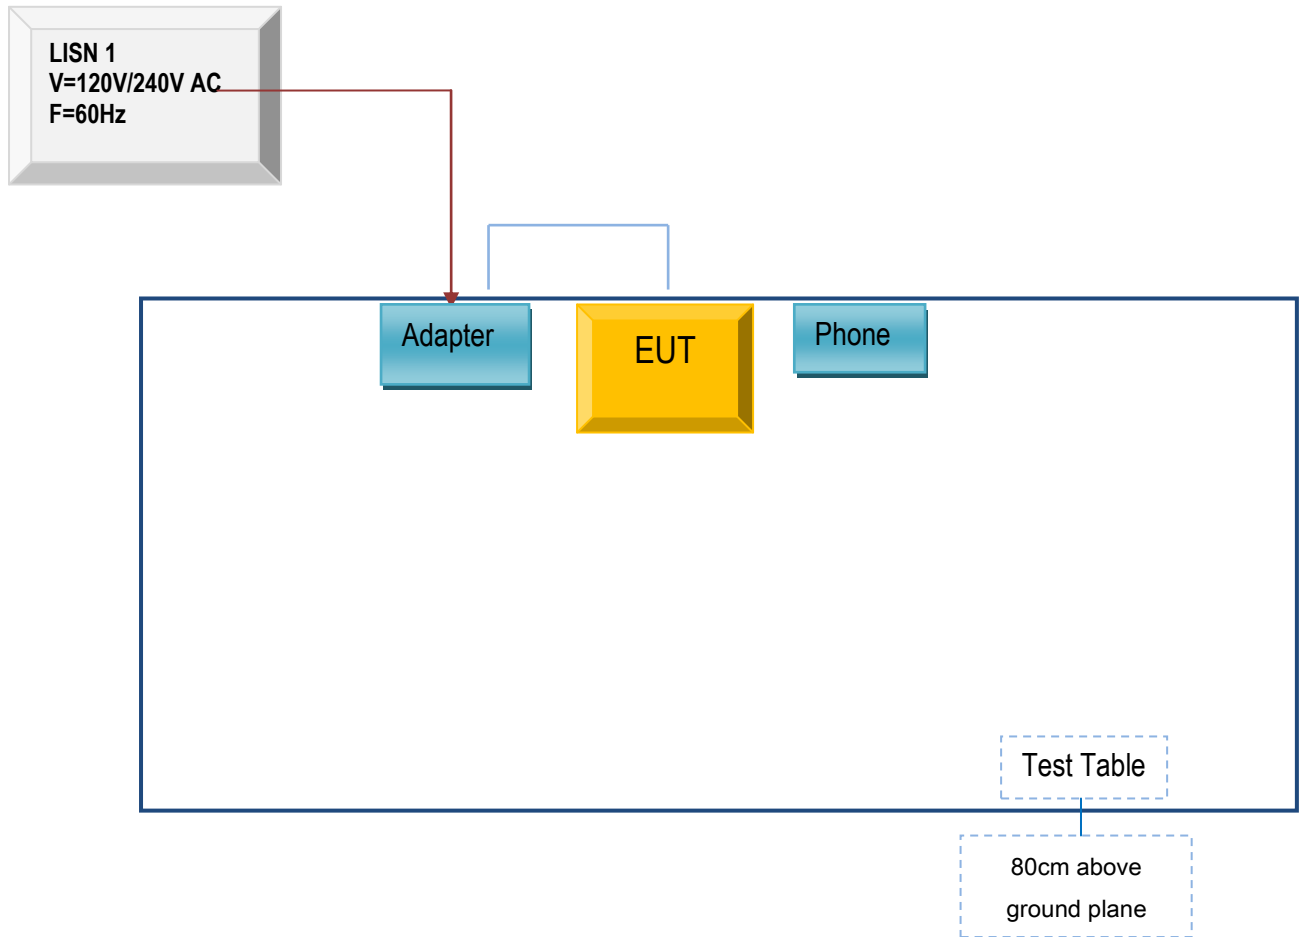 LISN 1
V=120V/240V AC
F=60Hz
Adapter
EUT
Phone
Test Table
80cm above
ground plane